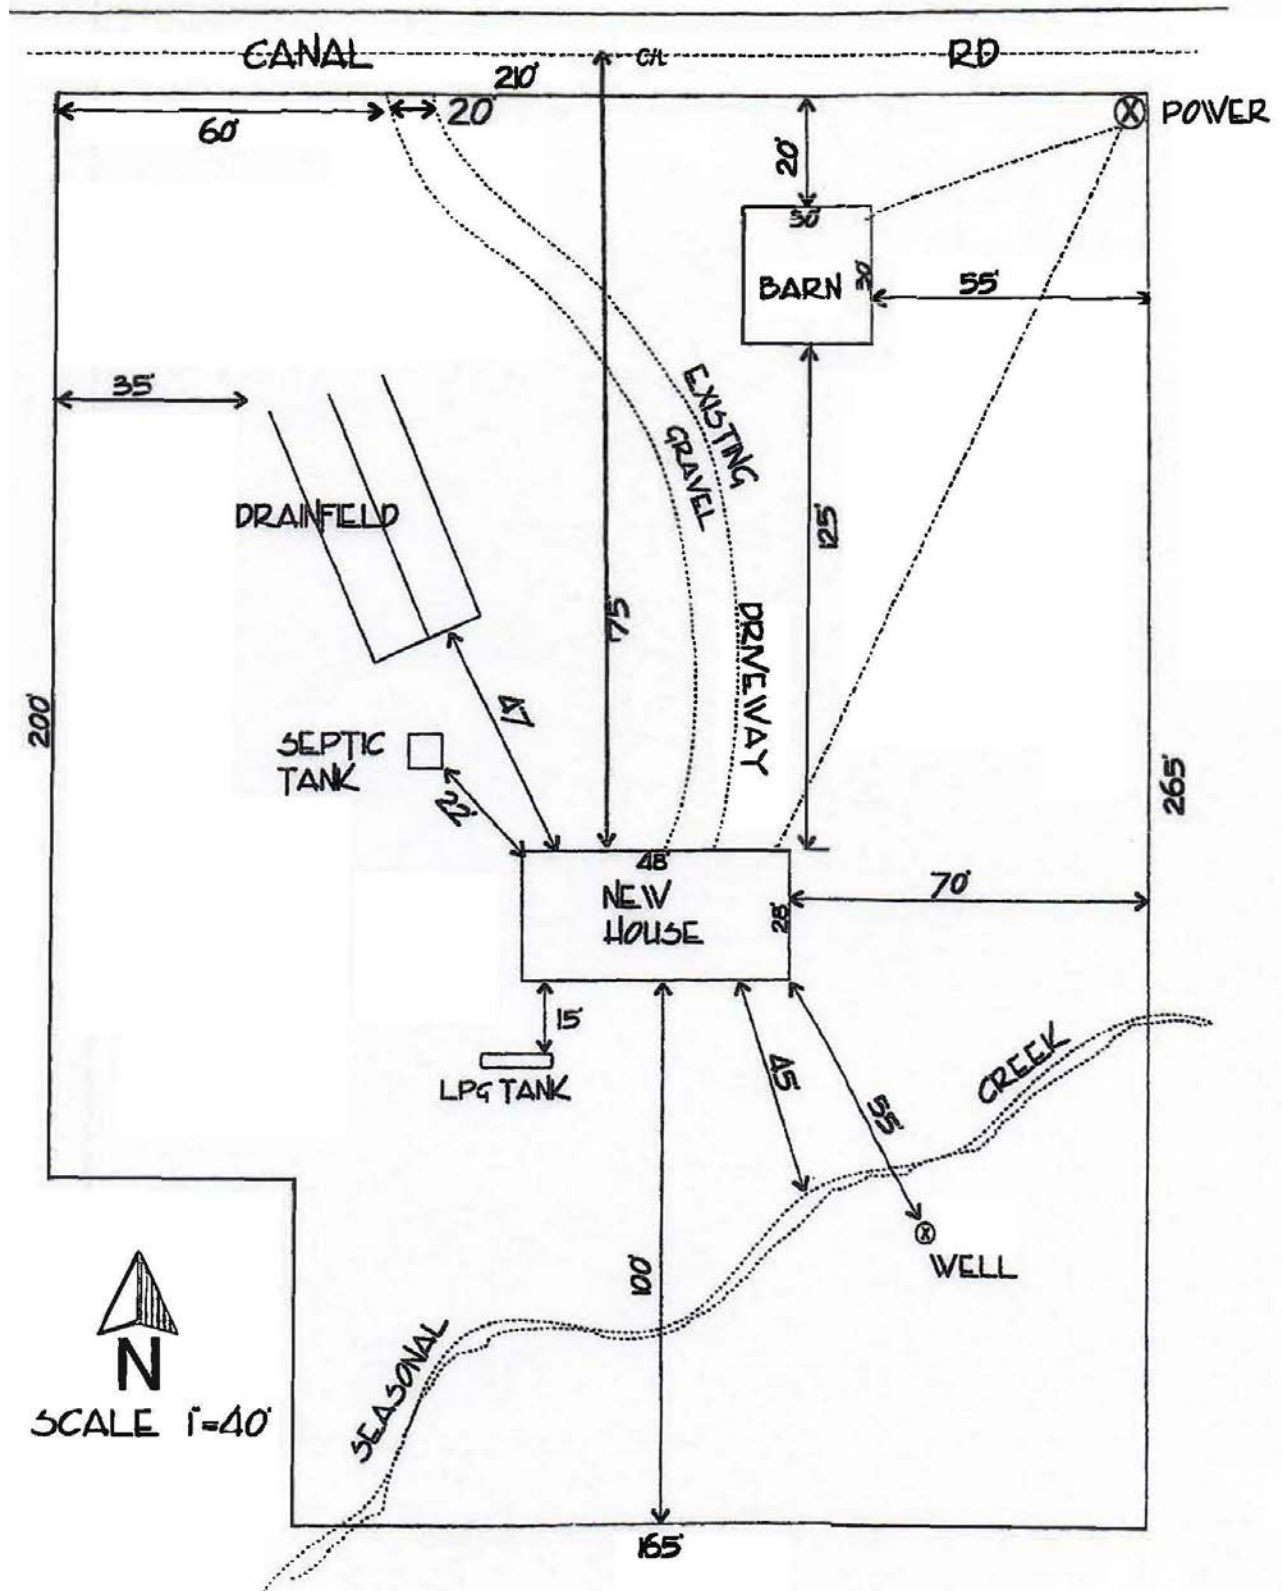 CANAL
C/L
RD
210'
60'
20'
POWER
20'
30'
BARN
30'
55'
35'
EXISTING
GRAVEL
DRIVEWAY
DRAINFIELD
125'
175'
47'
200'
SEPTIC
TANK
22'
265'
48'
NEW
HOUSE
28'
70'
15'
LPG TANK
45'
55'
CREEK
100'
WELL
SEASONAL
N
SCALE 1"=40'
165'